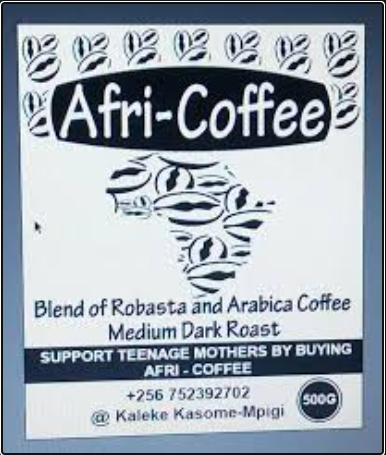 Afri-Coffee
Blend of Robasta and Arabica Coffee
Medium Dark Roast
SUPPORT TEENAGE MOTHERS BY BUYING
AFRI - COFFEE
+256 752392702
@ Kaleke Kasome-Mpigi
500G